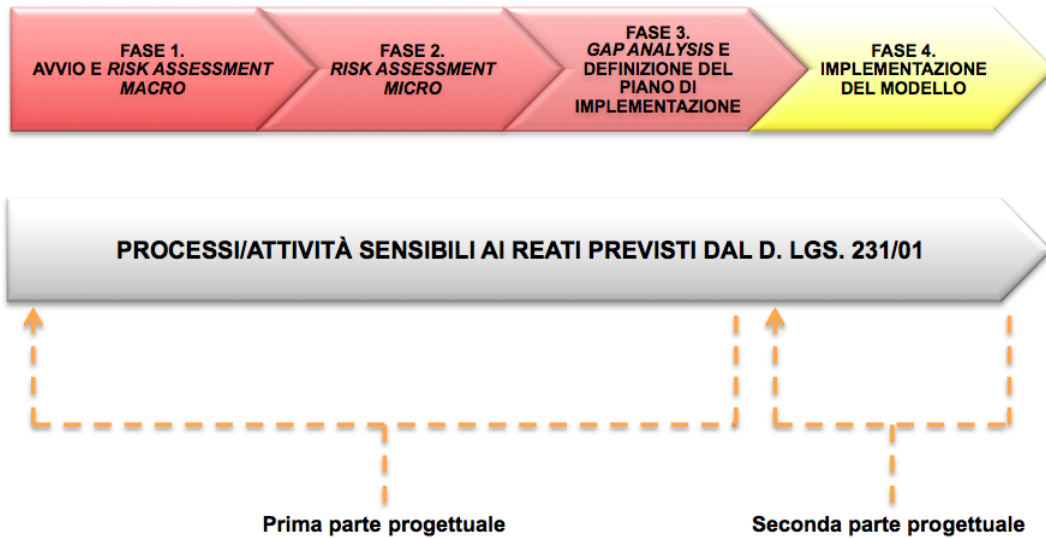 FASE 1.
AVVIO E RISK ASSESSMENT
MACRO
FASE 2.
RISK ASSESSMENT
MICRO
FASE 3.
GAP ANALYSIS E
DEFINIZIONE DEL
PIANO DI
IMPLEMENTAZIONE
FASE 4.
IMPLEMENTAZIONE
DEL MODELLO
PROCESSI/ATTIVITÀ SENSIBILI AI REATI PREVISTI DAL D. LGS. 231/01
Prima parte progettuale
Seconda parte progettuale